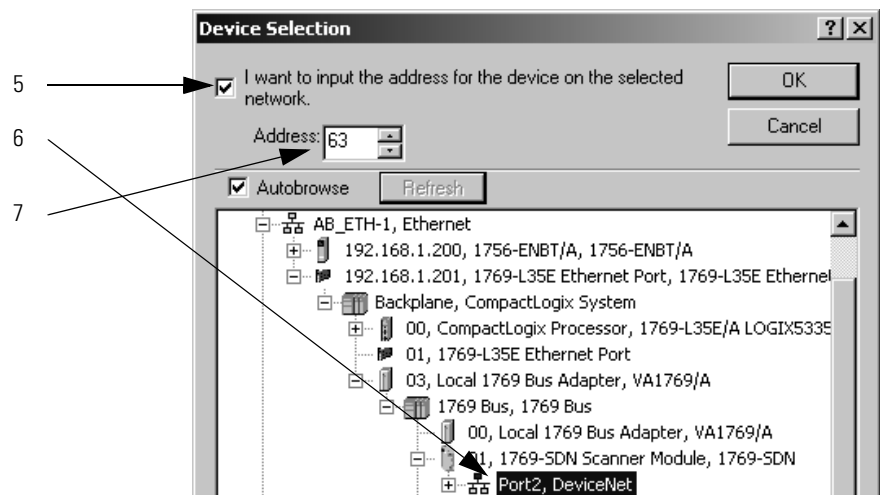 Device Selection
5
I want to input the address for the device on the selected
network.
OK
Cancel
6
Address: 63
7
Autobrowse
Refresh
AB_ETH-1, Ethernet
192.168.1.200, 1756-ENBT/A, 1756-ENBT/A
192.168.1.201, 1769-L35E Ethernet Port, 1769-L35E Ethernet
Backplane, CompactLogix System
00, CompactLogix Processor, 1769-L35E/A LOGIX5335
01, 1769-L35E Ethernet Port
03, Local 1769 Bus Adapter, VA1769/A
1769 Bus, 1769 Bus
00, Local 1769 Bus Adapter, VA1769/A
01, 1769-SDN Scanner Module, 1769-SDN
Port2, DeviceNet